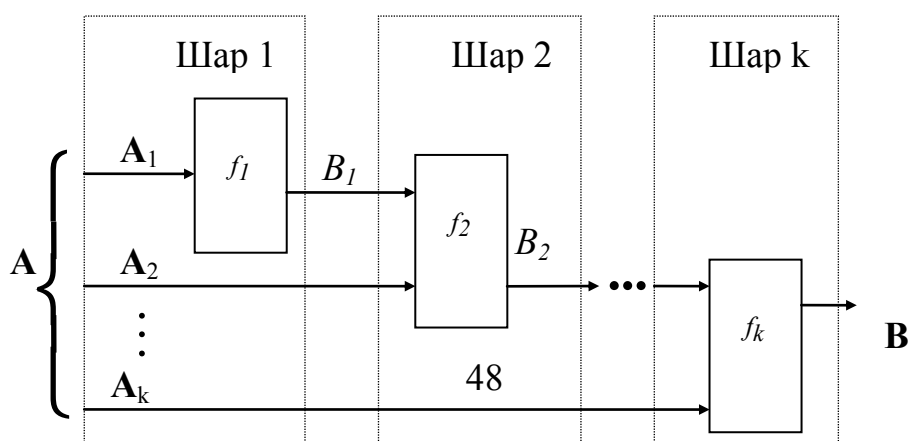 Шар 1 Шар 2 Шар k
A₁ f₁ B₁
f₂
A A₂ B₂ •••
fₖ B
48
Aₖ